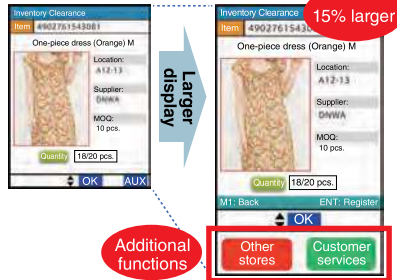 Inventory Clearance
Item 4902761543081
One-piece dress (Orange) M
Location:
A12-13
Supplier:
DNWA
MOQ:
10 pcs.
Quantity 18/20 pcs.
OK AUX
Larger
display
Inventory Clearance
15% larger
Item 490276154308
One-piece dress (Orange) M
Location:
A12-13
Supplier:
DNWA
MOQ:
10 pcs.
Quantity 18/20 pcs.
M1: Back ENT: Register
OK
Additional
functions
Other
stores
Customer
services